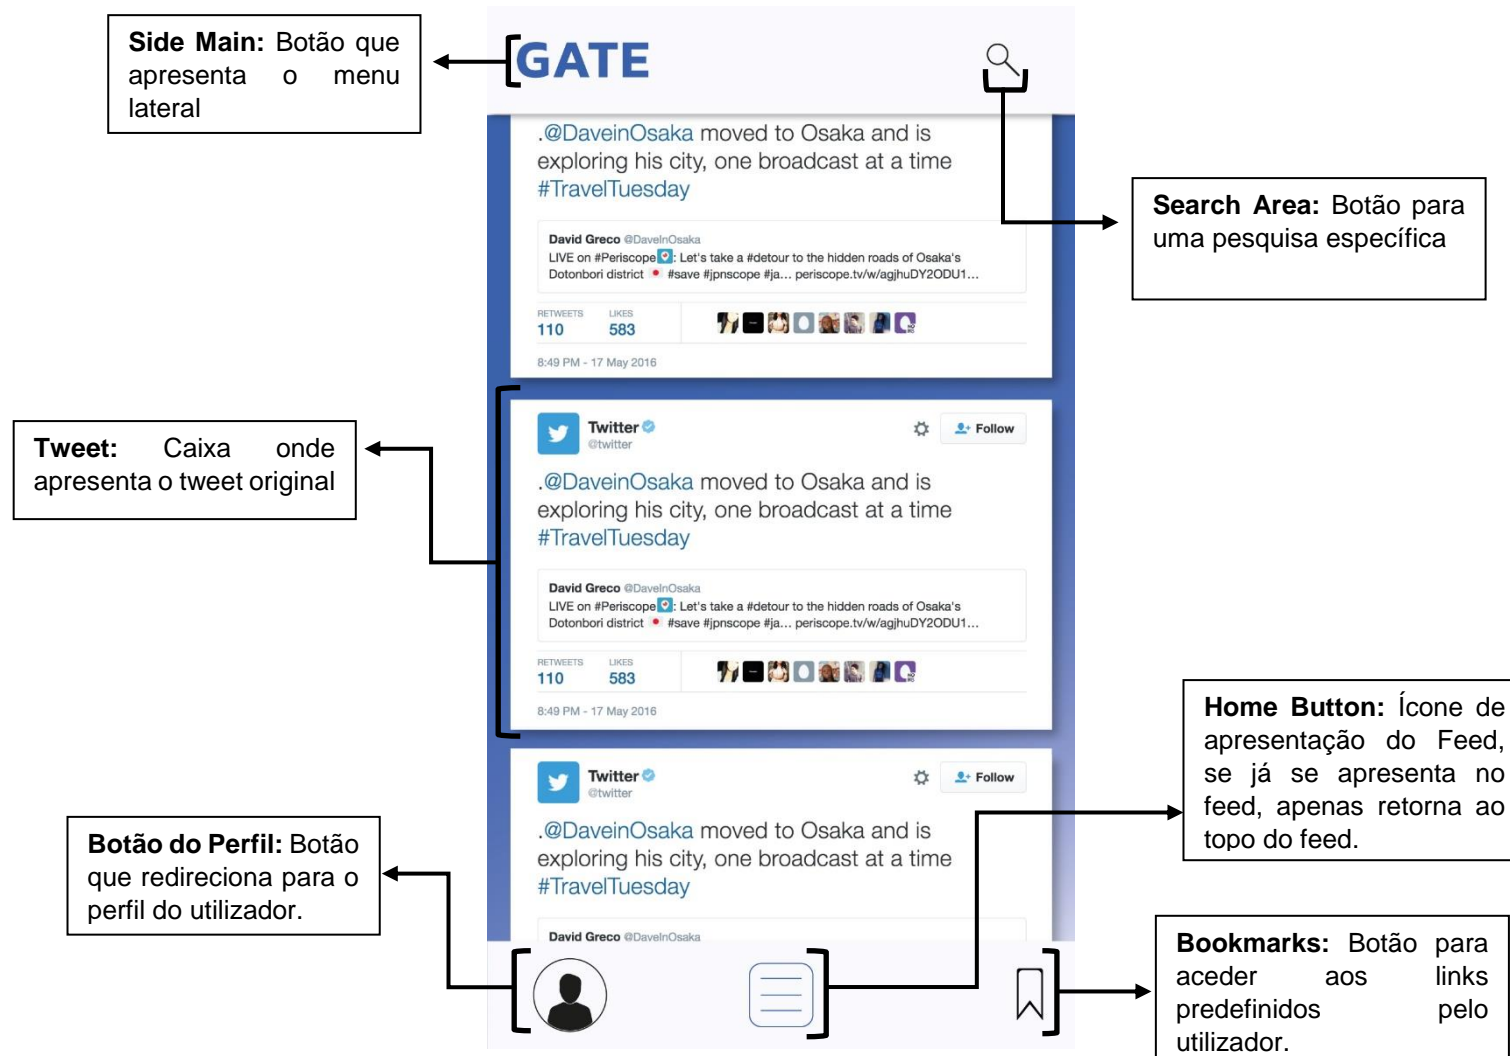 Side Main: Botão que
apresenta o menu
lateral
GATE
.@DaveinOsaka moved to Osaka and is
exploring his city, one broadcast at a time
#TravelTuesday
David Greco @DaveInOsaka
LIVE on #Periscope: Let's take a #detour to the hidden roads of Osaka's
Dotonbori district #save #jpnscope #ja... periscope.tv/w/agjhuDY2ODU1...
RETWEETS LIKES
110 583
8:49 PM - 17 May 2016
Search Area: Botão para
uma pesquisa específica
Tweet: Caixa onde
apresenta o tweet original
Twitter
@twitter
Follow
.@DaveinOsaka moved to Osaka and is
exploring his city, one broadcast at a time
#TravelTuesday
David Greco @DaveInOsaka
LIVE on #Periscope: Let's take a #detour to the hidden roads of Osaka's
Dotonbori district #save #jpnscope #ja... periscope.tv/w/agjhuDY2ODU1...
RETWEETS LIKES
110 583
8:49 PM - 17 May 2016
Home Button: Ícone de
apresentação do Feed,
se já se apresenta no
feed, apenas retorna ao
topo do feed.
Twitter
@twitter
Follow
.@DaveinOsaka moved to Osaka and is
exploring his city, one broadcast at a time
#TravelTuesday
David Greco @DaveInOsaka
Botão do Perfil: Botão
que redireciona para o
perfil do utilizador.
Bookmarks: Botão para
aceder aos links
predefinidos pelo
utilizador.